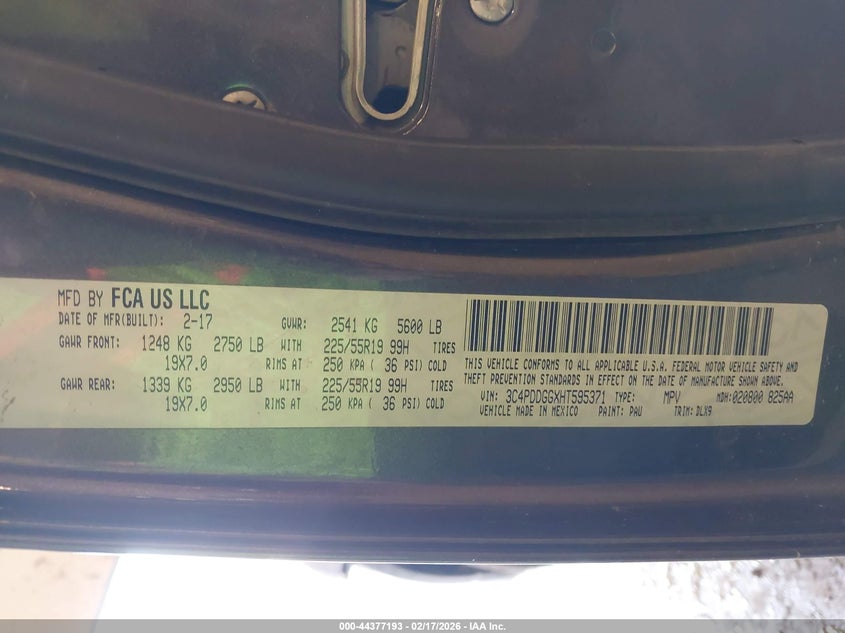 MFD BY FCA US LLC
DATE OF MFR(BUILT): 2-17 GVWR: 2541 KG 5600 LB
GAWR FRONT: 1248 KG 2750 LB WITH 225/55R19 99H TIRES
19X7.0 RIMS AT 250 KPA ( 36 PSI) COLD
GAWR REAR: 1339 KG 2950 LB WITH 225/55R19 99H TIRES
19X7.0 RIMS AT 250 KPA ( 36 PSI) COLD
THIS VEHICLE CONFORMS TO ALL APPLICABLE U.S.A. FEDERAL MOTOR VEHICLE SAFETY AND
THEFT PREVENTION STANDARDS IN EFFECT ON THE DATE OF MANUFACTURE SHOWN ABOVE.
VIN: 3C4PDDGGXHT595371 TYPE: MPV MDH: 020800 825AA
VEHICLE MADE IN MEXICO PAINT: PAU TRIM: DLX9
000-44377193 - 02/17/2026 - IAA Inc.